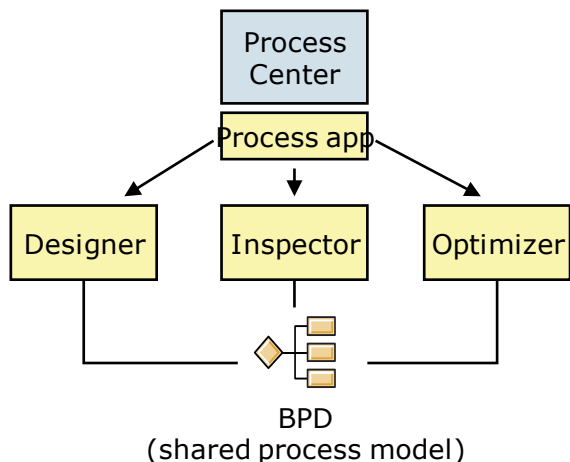 Process
Center
Process app
Designer
Inspector
Optimizer
BPD
(shared process model)